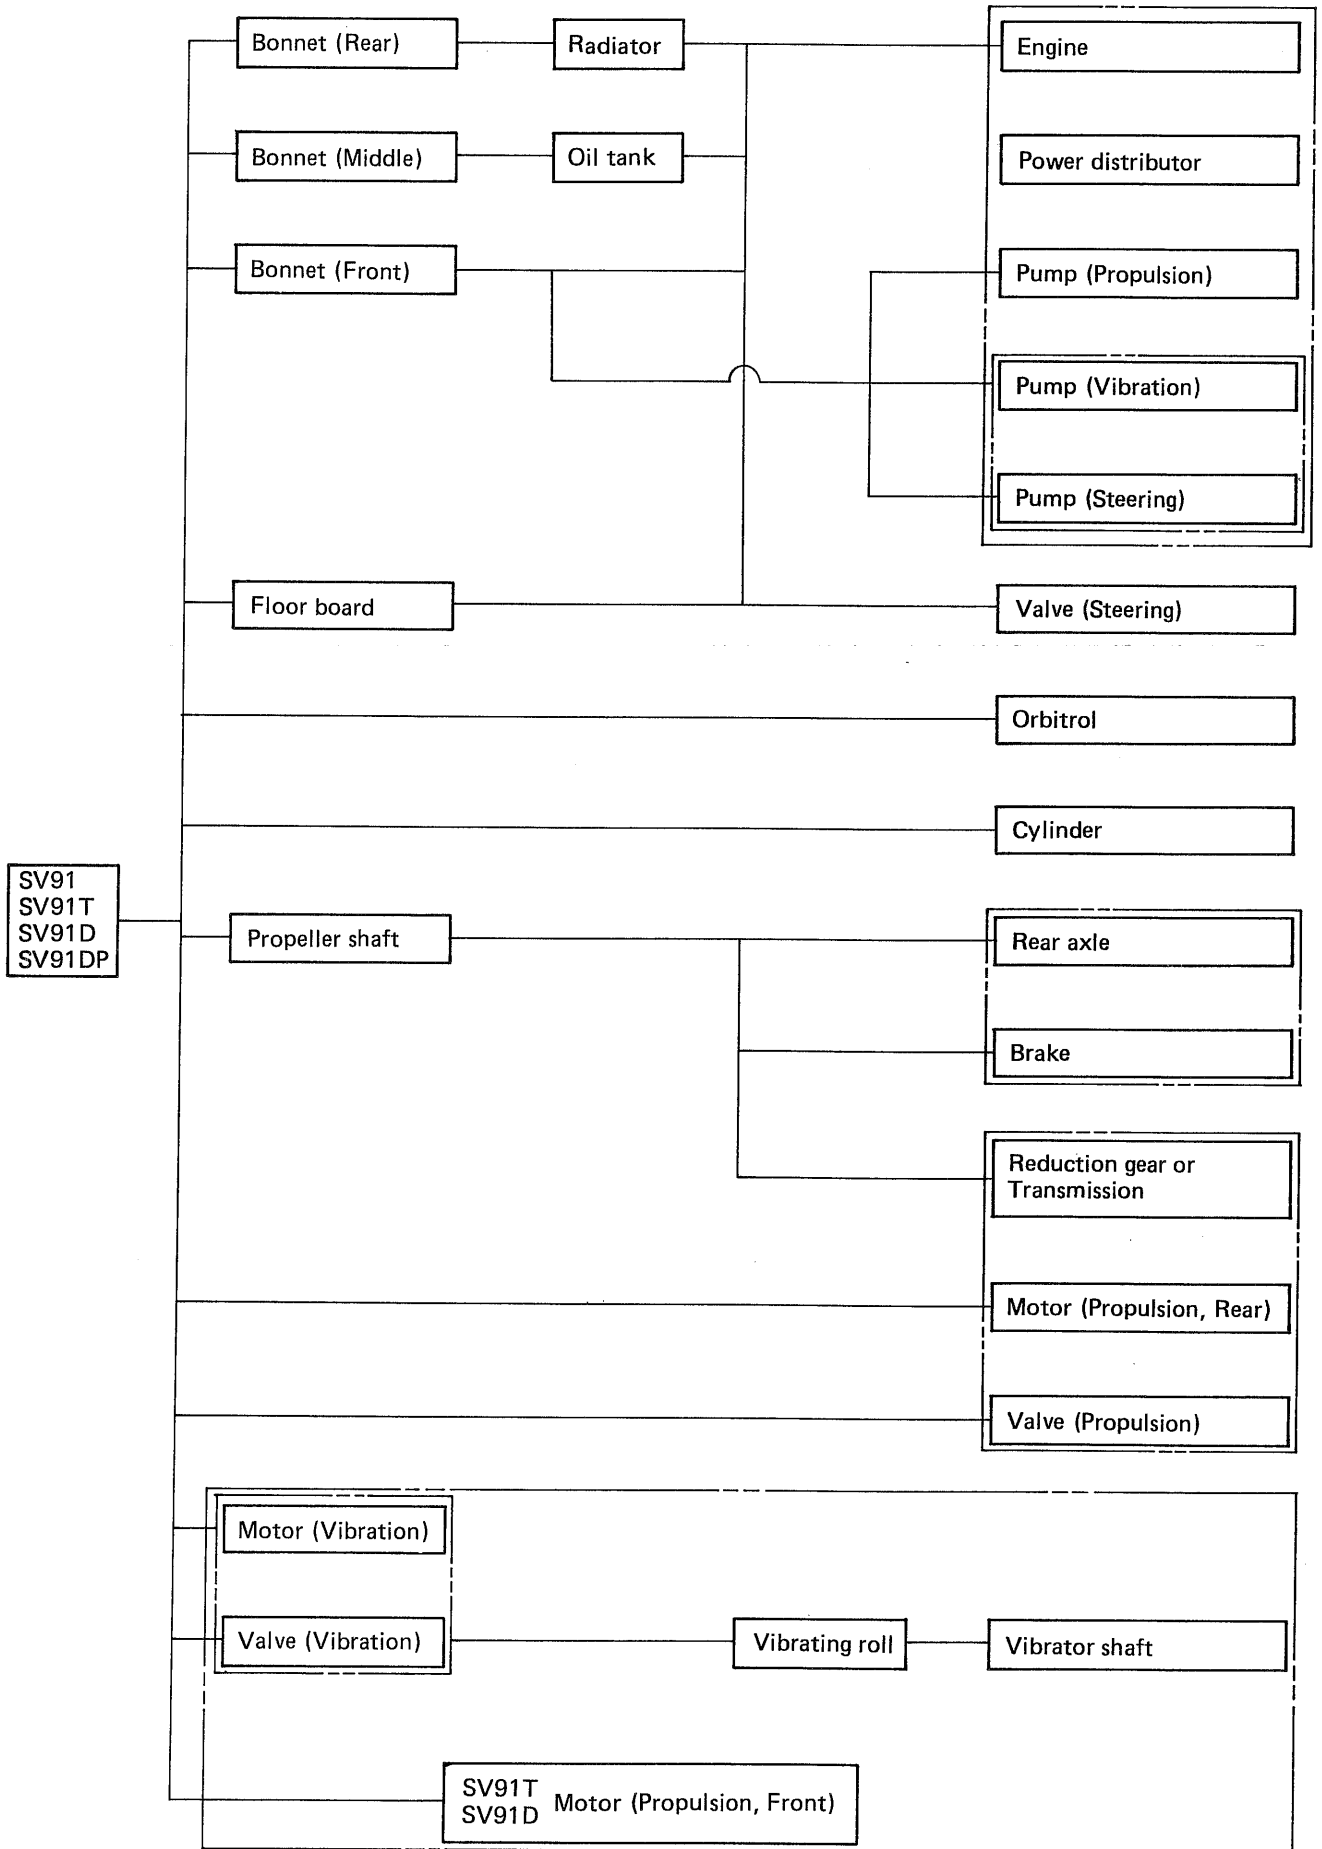 Bonnet (Rear)
Radiator
Engine
Bonnet (Middle)
Oil tank
Power distributor
Bonnet (Front)
Pump (Propulsion)
Pump (Vibration)
Pump (Steering)
Floor board
Valve (Steering)
Orbitrol
Cylinder
SV91
SV91T
SV91D
SV91DP
Propeller shaft
Rear axle
Brake
Reduction gear or
Transmission
Motor (Propulsion, Rear)
Valve (Propulsion)
Motor (Vibration)
Valve (Vibration)
Vibrating roll
Vibrator shaft
SV91T
SV91D
Motor (Propulsion, Front)